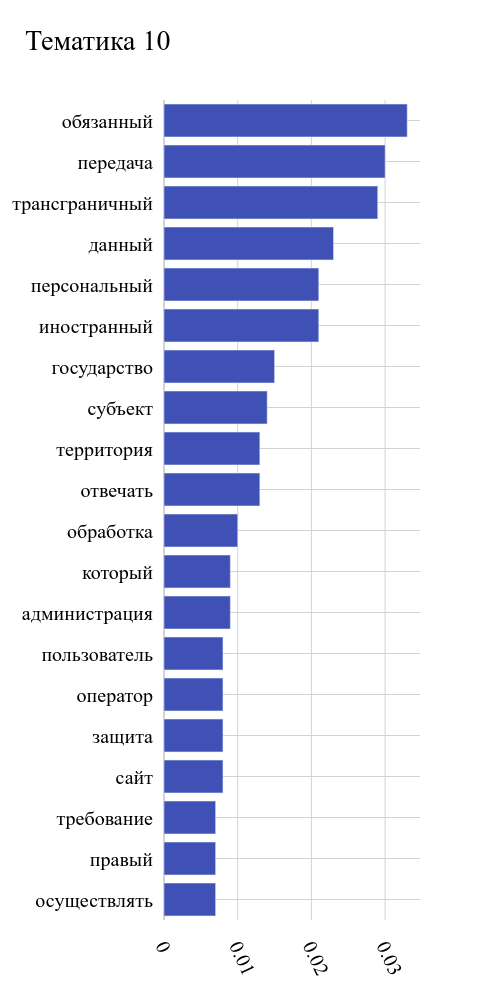 Тематика 10
обязанный
передача
трансграничный
данный
персональный
иностранный
государство
субъект
территория
отвечать
обработка
который
администрация
пользователь
оператор
защита
сайт
требование
правый
осуществлять
0 0.01 0.02 0.03